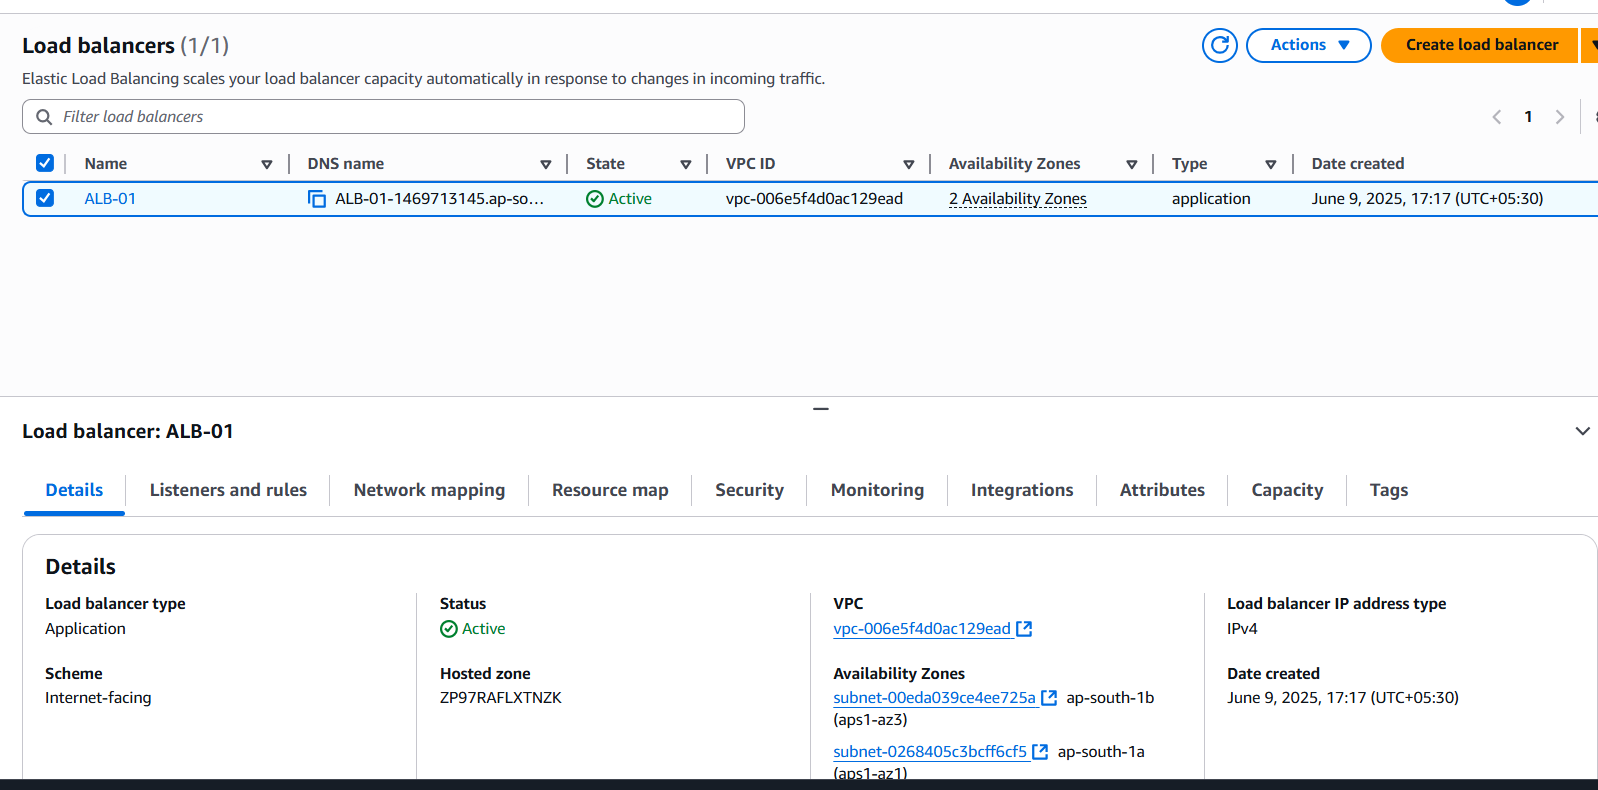 Load balancers (1/1)
Actions
Create load balancer
Elastic Load Balancing scales your load balancer capacity automatically in response to changes in incoming traffic.
Filter load balancers
1
Name DNS name State VPC ID Availability Zones Type Date created
ALB-01 ALB-01-1469713145.ap-so... Active vpc-006e5f4d0ac129ead 2 Availability Zones application June 9, 2025, 17:17 (UTC+05:30)
Load balancer: ALB-01
Details Listeners and rules Network mapping Resource map Security Monitoring Integrations Attributes Capacity Tags
Details
Load balancer type
Application
Scheme
Internet-facing
Status
Active
Hosted zone
ZP97RAFLXTNZK
VPC
vpc-006e5f4d0ac129ead
Availability Zones
subnet-00eda039ce4ee725a ap-south-1b
(aps1-az3)
subnet-0268405c3bcff6cf5 ap-south-1a
(aps1-az1)
Load balancer IP address type
IPv4
Date created
June 9, 2025, 17:17 (UTC+05:30)